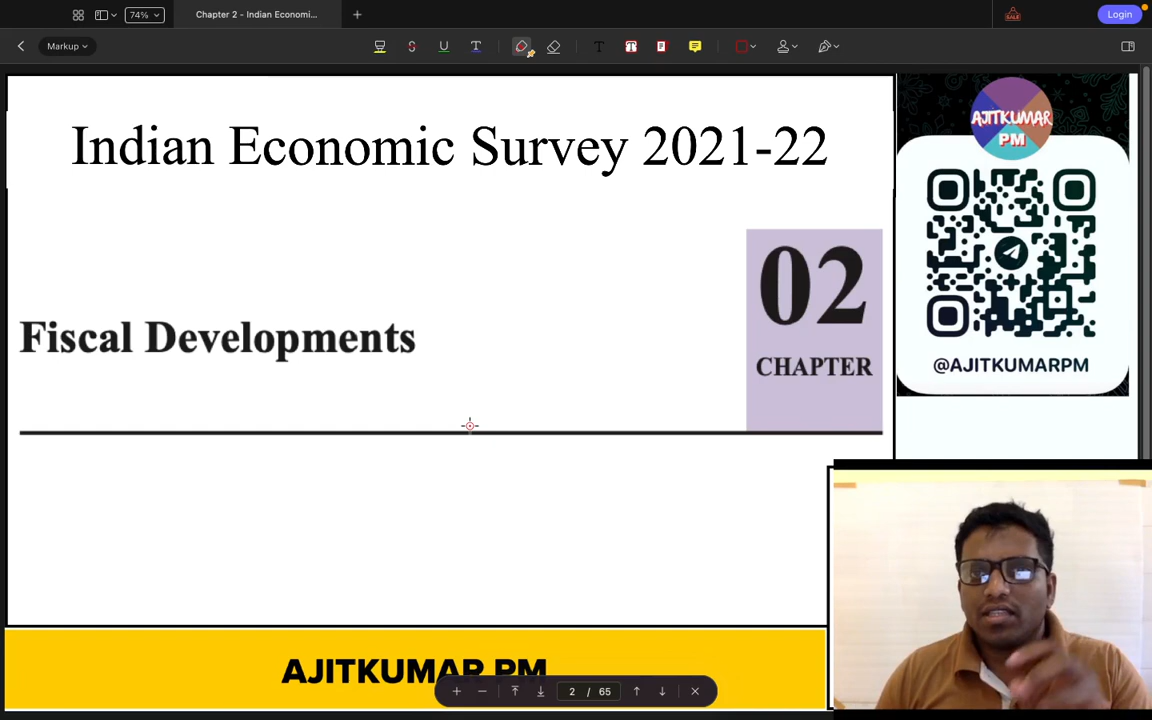 74%
Chapter 2 - Indian Economi...
SALE
Login
Markup
Indian Economic Survey 2021-22
AJITKUMAR
PM
02
CHAPTER
Fiscal Developments
@AJITKUMARPM
AJITKUMAR PM
2 / 65